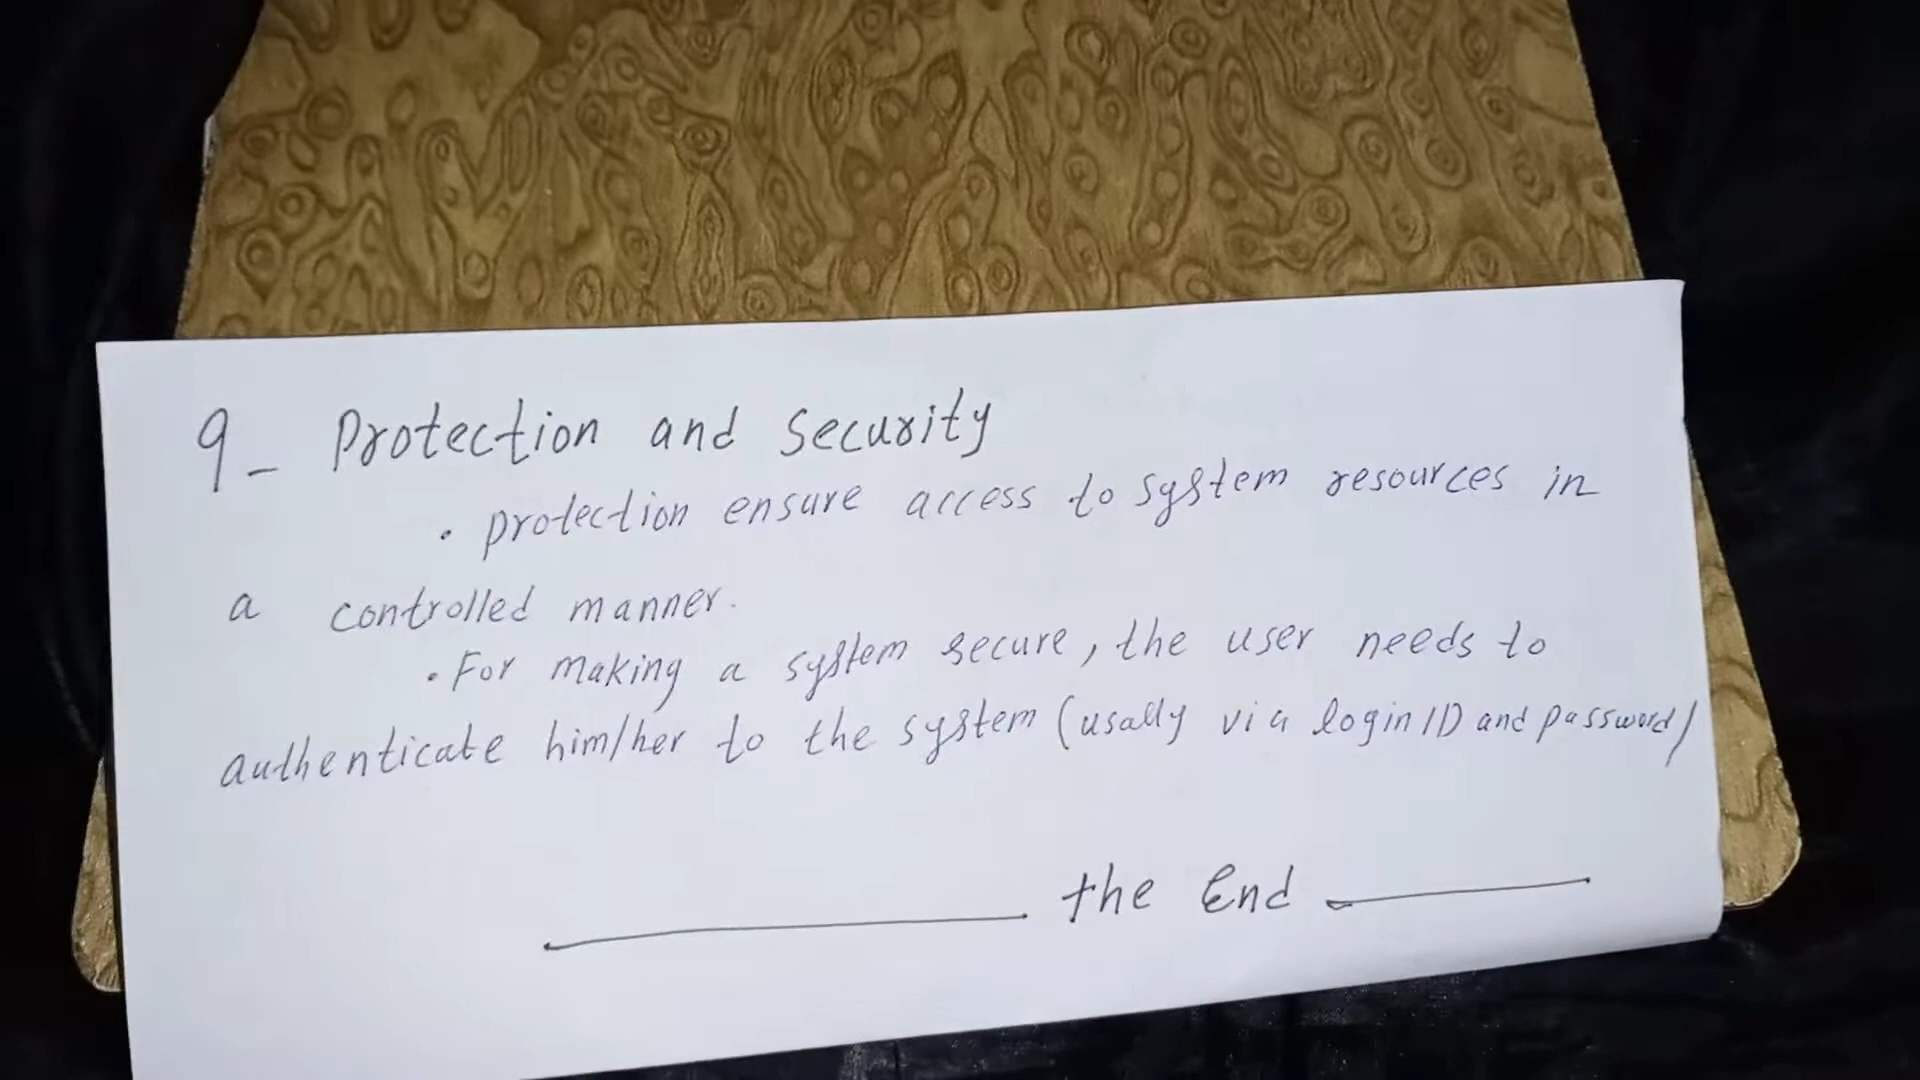 9_ Protection and Security
• protection ensure access to system resources in
a controlled manner.
• For making a system secure, the user needs to
authenticate him/her to the system (usally via login ID and password)
the End